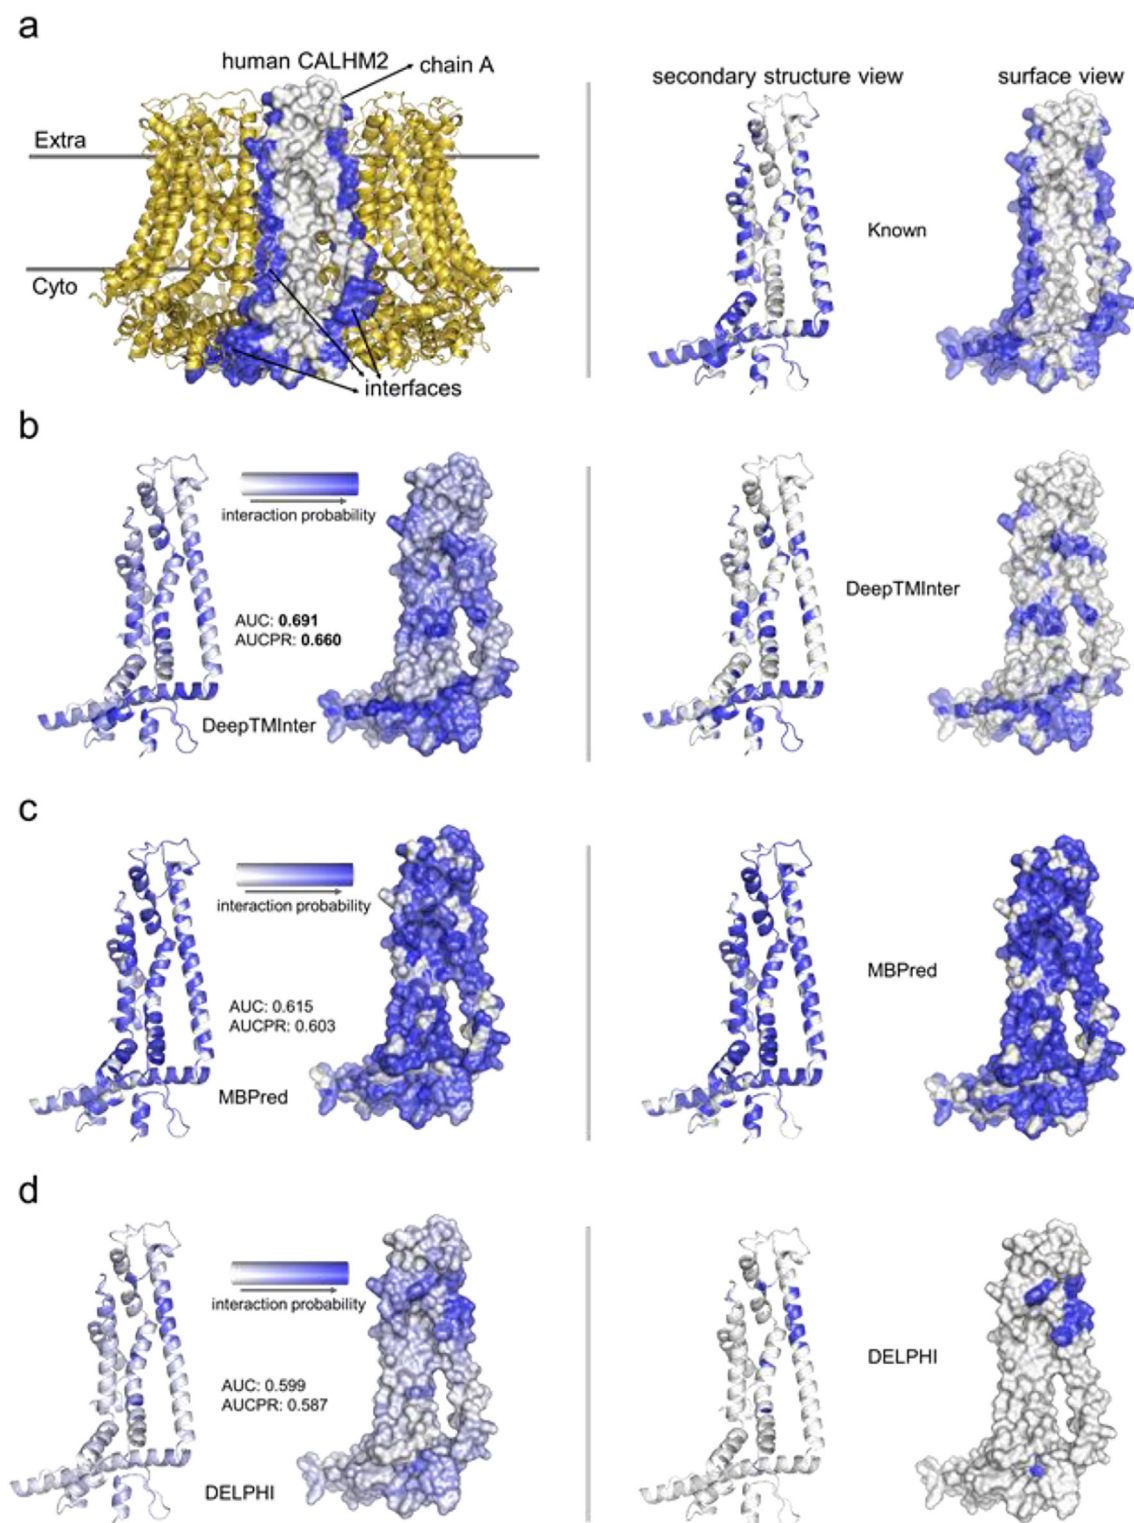 a
human CALHM2
chain A
Extra
Cyto
interfaces
secondary structure view
surface view
Known
b
interaction probability
AUC: 0.691
AUCPR: 0.660
DeepTMInter
DeepTMInter
c
interaction probability
AUC: 0.615
AUCPR: 0.603
MBPred
MBPred
d
interaction probability
AUC: 0.599
AUCPR: 0.587
DELPHI
DELPHI